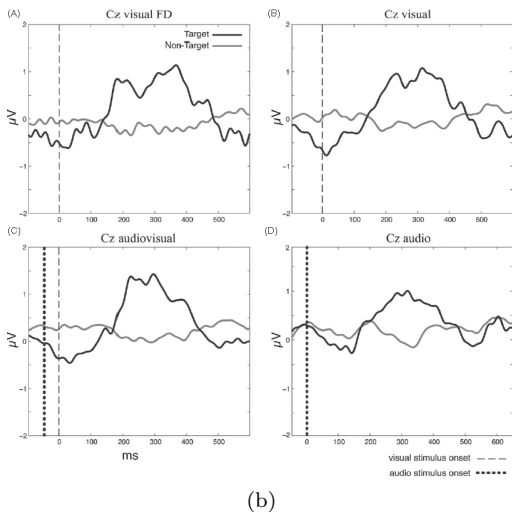 (A) Cz visual FD
2
1
0
-1
-2
μV
Target
Non-Target
0 100 200 300 400 500
(B) Cz visual
2
1
0
-1
-2
μV
0 100 200 300 400 500
(C) Cz audiovisual
2
1
0
-1
-2
μV
0 100 200 300 400 500
ms
(D) Cz audio
2
1
0
-1
-2
μV
0 100 200 300 400 500 600
visual stimulus onset
audio stimulus onset
(b)